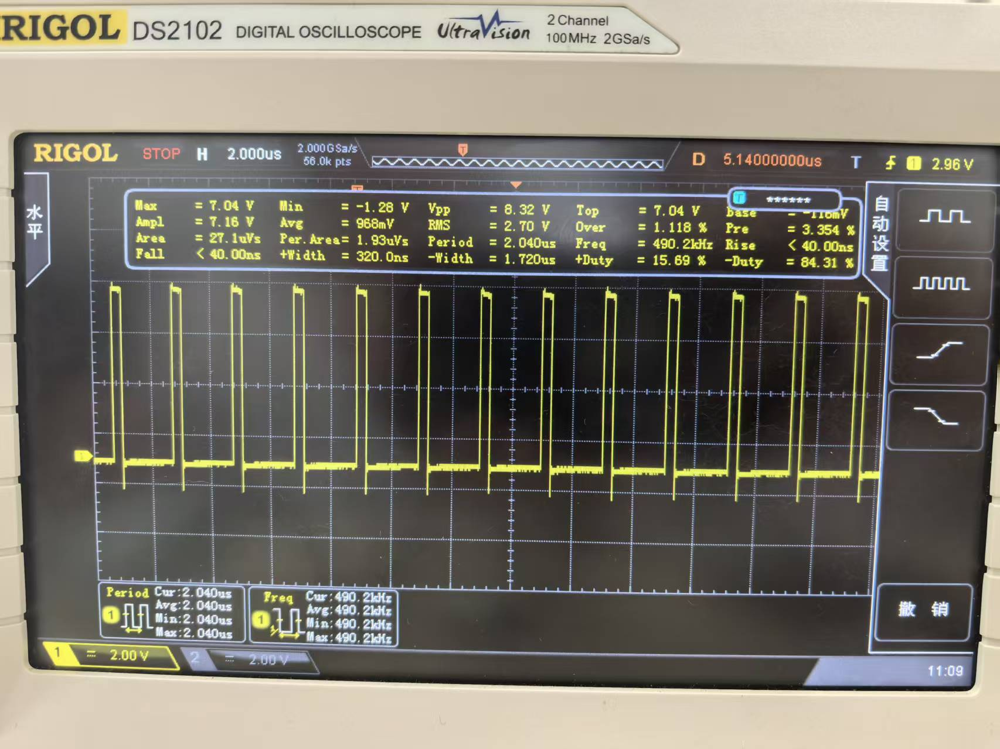 RIGOL DS2102 DIGITAL OSCILLOSCOPE UltraVision 2 Channel
100MHz 2GSa/s
RIGOL STOP H 2.000us 2.000GSa/s
56.0k pts
D 5.14000000us T 1 2.96 V
水平
T ******
Max = 7.04 V Min = -1.28 V Vpp = 8.32 V Top = 7.04 V Base = -116mV
Ampl = 7.16 V Avg = 968mV RMS = 2.70 V Over = 1.118 % Pre = 3.354 %
Area = 27.1uVs Per.Area= 1.93uVs Period = 2.040us Freq = 490.2kHz Rise < 40.00ns
Fall < 40.00ns +Width = 320.0ns -Width = 1.720us +Duty = 15.69 % -Duty = 84.31 %
自动设置
1
Period Cur:2.040us
Avg:2.040us
1 Min:2.040us
Max:2.040us
Freq Cur:490.2kHz
Avg:490.2kHz
1 Min:490.2kHz
Max:490.2kHz
撤 销
1 2.00 V 2 2.00 V
11:09